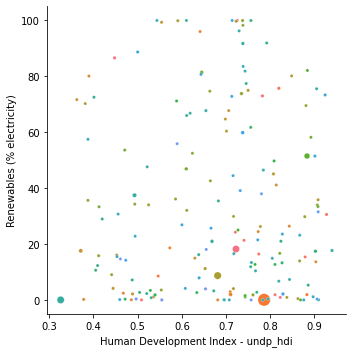 Renewables (% electricity)
100
80
60
40
20
0
0.3 0.4 0.5 0.6 0.7 0.8 0.9
Human Development Index - undp_hdi